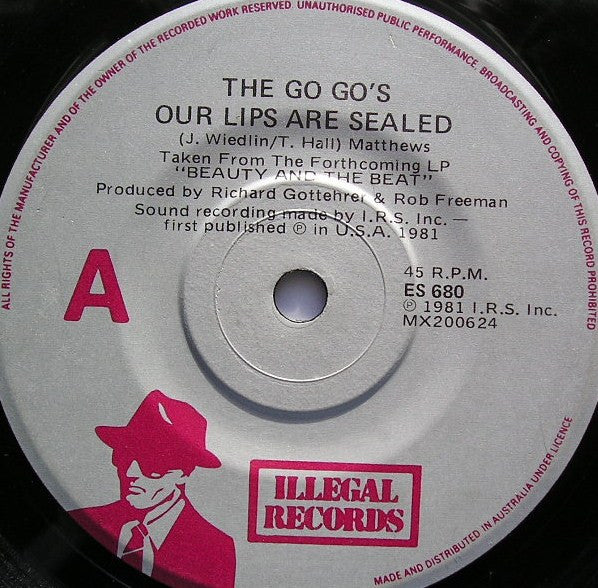 ALL RIGHTS OF THE MANUFACTURER AND OF THE OWNER OF THE RECORDED WORK RESERVED. UNAUTHORISED PUBLIC PERFORMANCE, BROADCASTING AND COPYING OF THIS RECORD PROHIBITED
THE GO GO'S
OUR LIPS ARE SEALED
(J. Wiedlin/T. Hall) Matthews
Taken From The Forthcoming LP
"BEAUTY AND THE BEAT"
Produced by Richard Gottehrer & Rob Freeman
Sound recording made by I.R.S. Inc. —
first published ℗ in U.S.A. 1981
A
45 R.P.M.
ES 680
℗ 1981 I.R.S. Inc.
MX200624
ILLEGAL
RECORDS
MADE AND DISTRIBUTED IN AUSTRALIA UNDER LICENCE